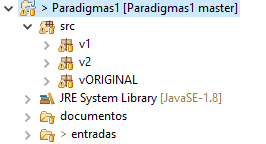 > Paradigmas1 [Paradigmas1 master]
src
v1
v2
vORIGINAL
JRE System Library [JavaSE-1.8]
documentos
> entradas